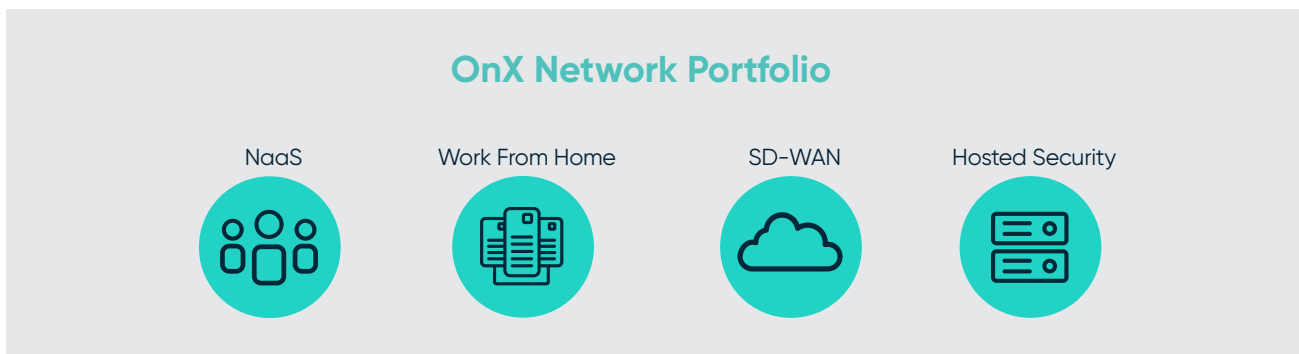 OnX Network Portfolio
NaaS
Work From Home
SD-WAN
Hosted Security